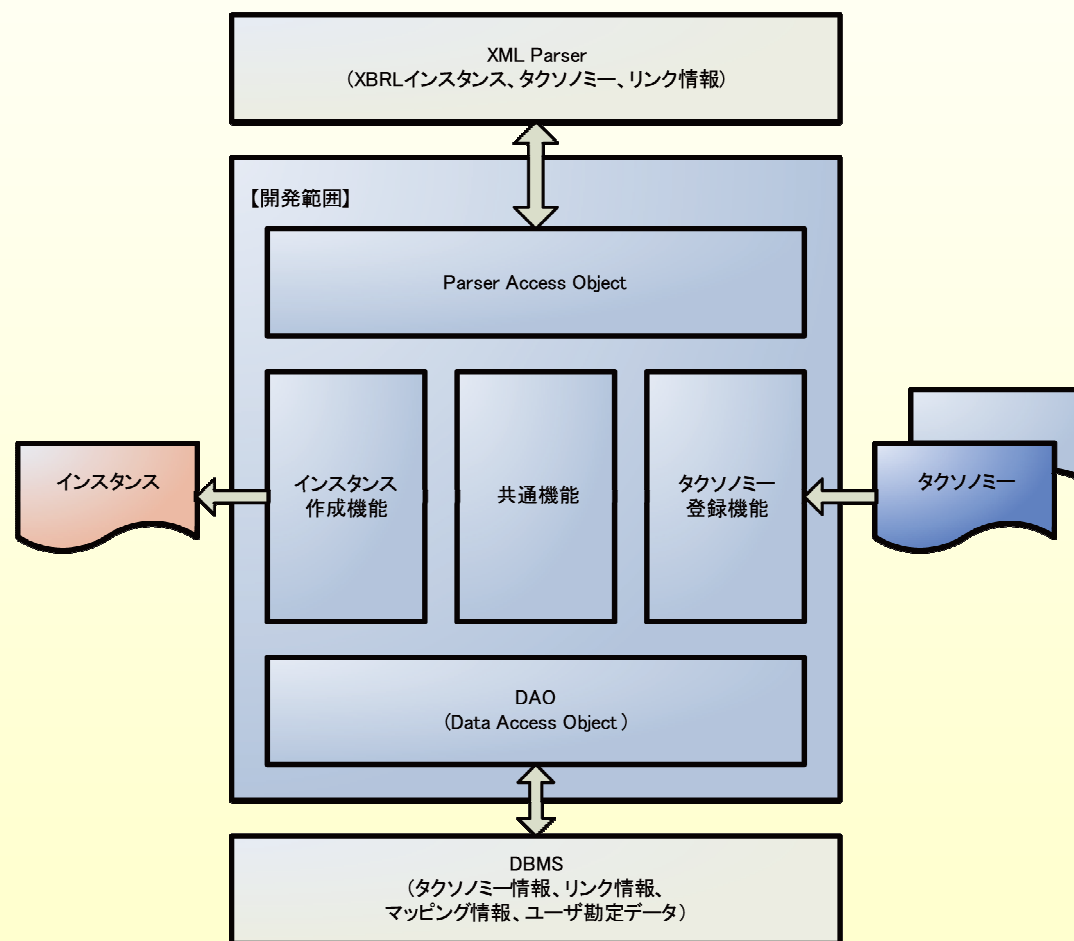 XML Parser
(XBRLインスタンス、タクソノミー、リンク情報)
【開発範囲】
Parser Access Object
インスタンス
インスタンス
作成機能
共通機能
タクソノミー
登録機能
タクソノミー
DAO
(Data Access Object)
DBMS
(タクソノミー情報、リンク情報、
マッピング情報、ユーザ勘定データ)